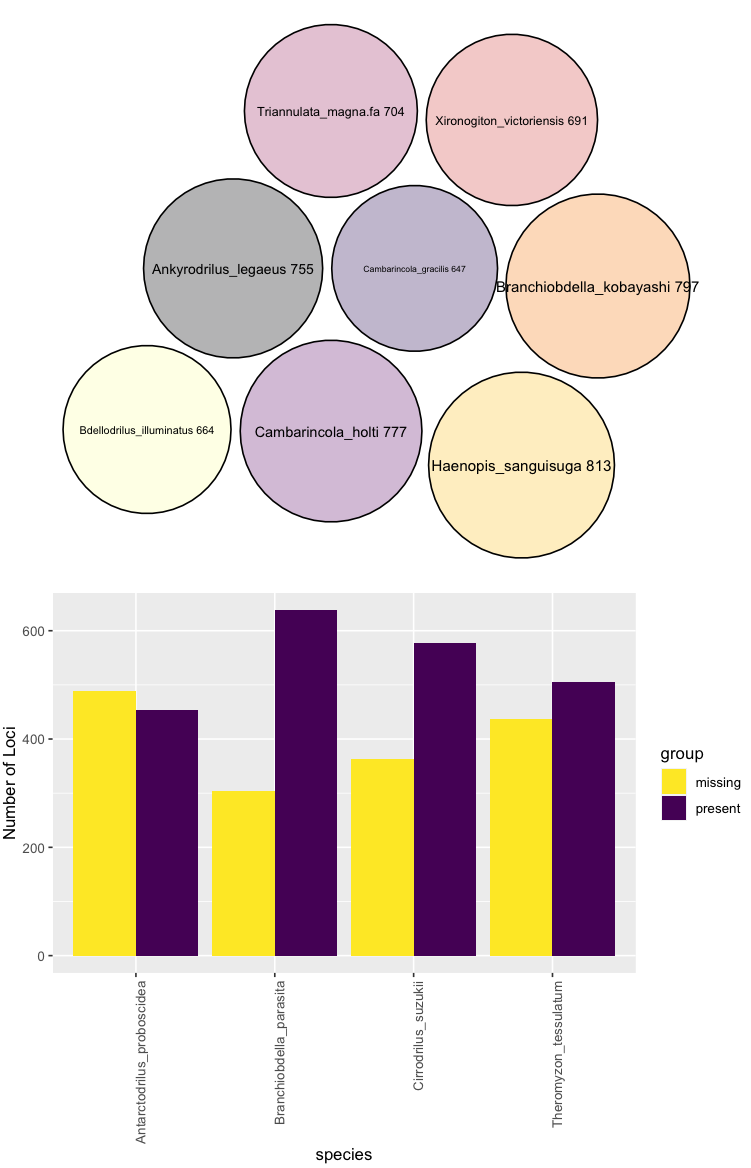 Triannulata_magna.fa 704
Xironogiton_victoriensis 691
Ankyrodrilus_legaeus 755
Cambarincola_gracilis 647
Branchiobdella_kobayashi 797
Bdellodrilus_illuminatus 664
Cambarincola_holti 777
Haenopis_sanguisuga 813
600
400
200
0
Number of Loci
Antarctodrilus_proboscidea
Branchiobdella_parasita
Cirrodrilus_suzukii
Theromyzon_tessulatum
species
group
missing
present